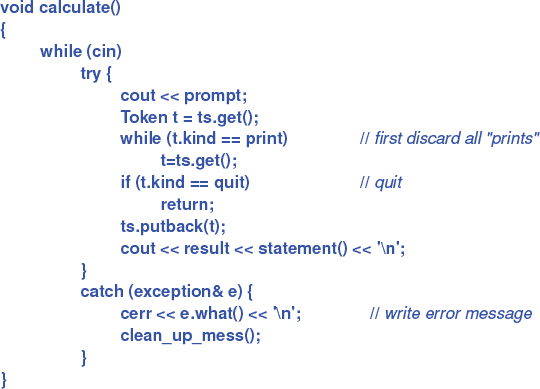 void calculate()
{
while (cin)
try {
cout << prompt;
Token t = ts.get();
while (t.kind == print) // first discard all "prints"
t=ts.get();
if (t.kind == quit) // quit
return;
ts.putback(t);
cout << result << statement() << '\n';
}
catch (exception& e) {
cerr << e.what() << '\n'; // write error message
clean_up_mess();
}
}